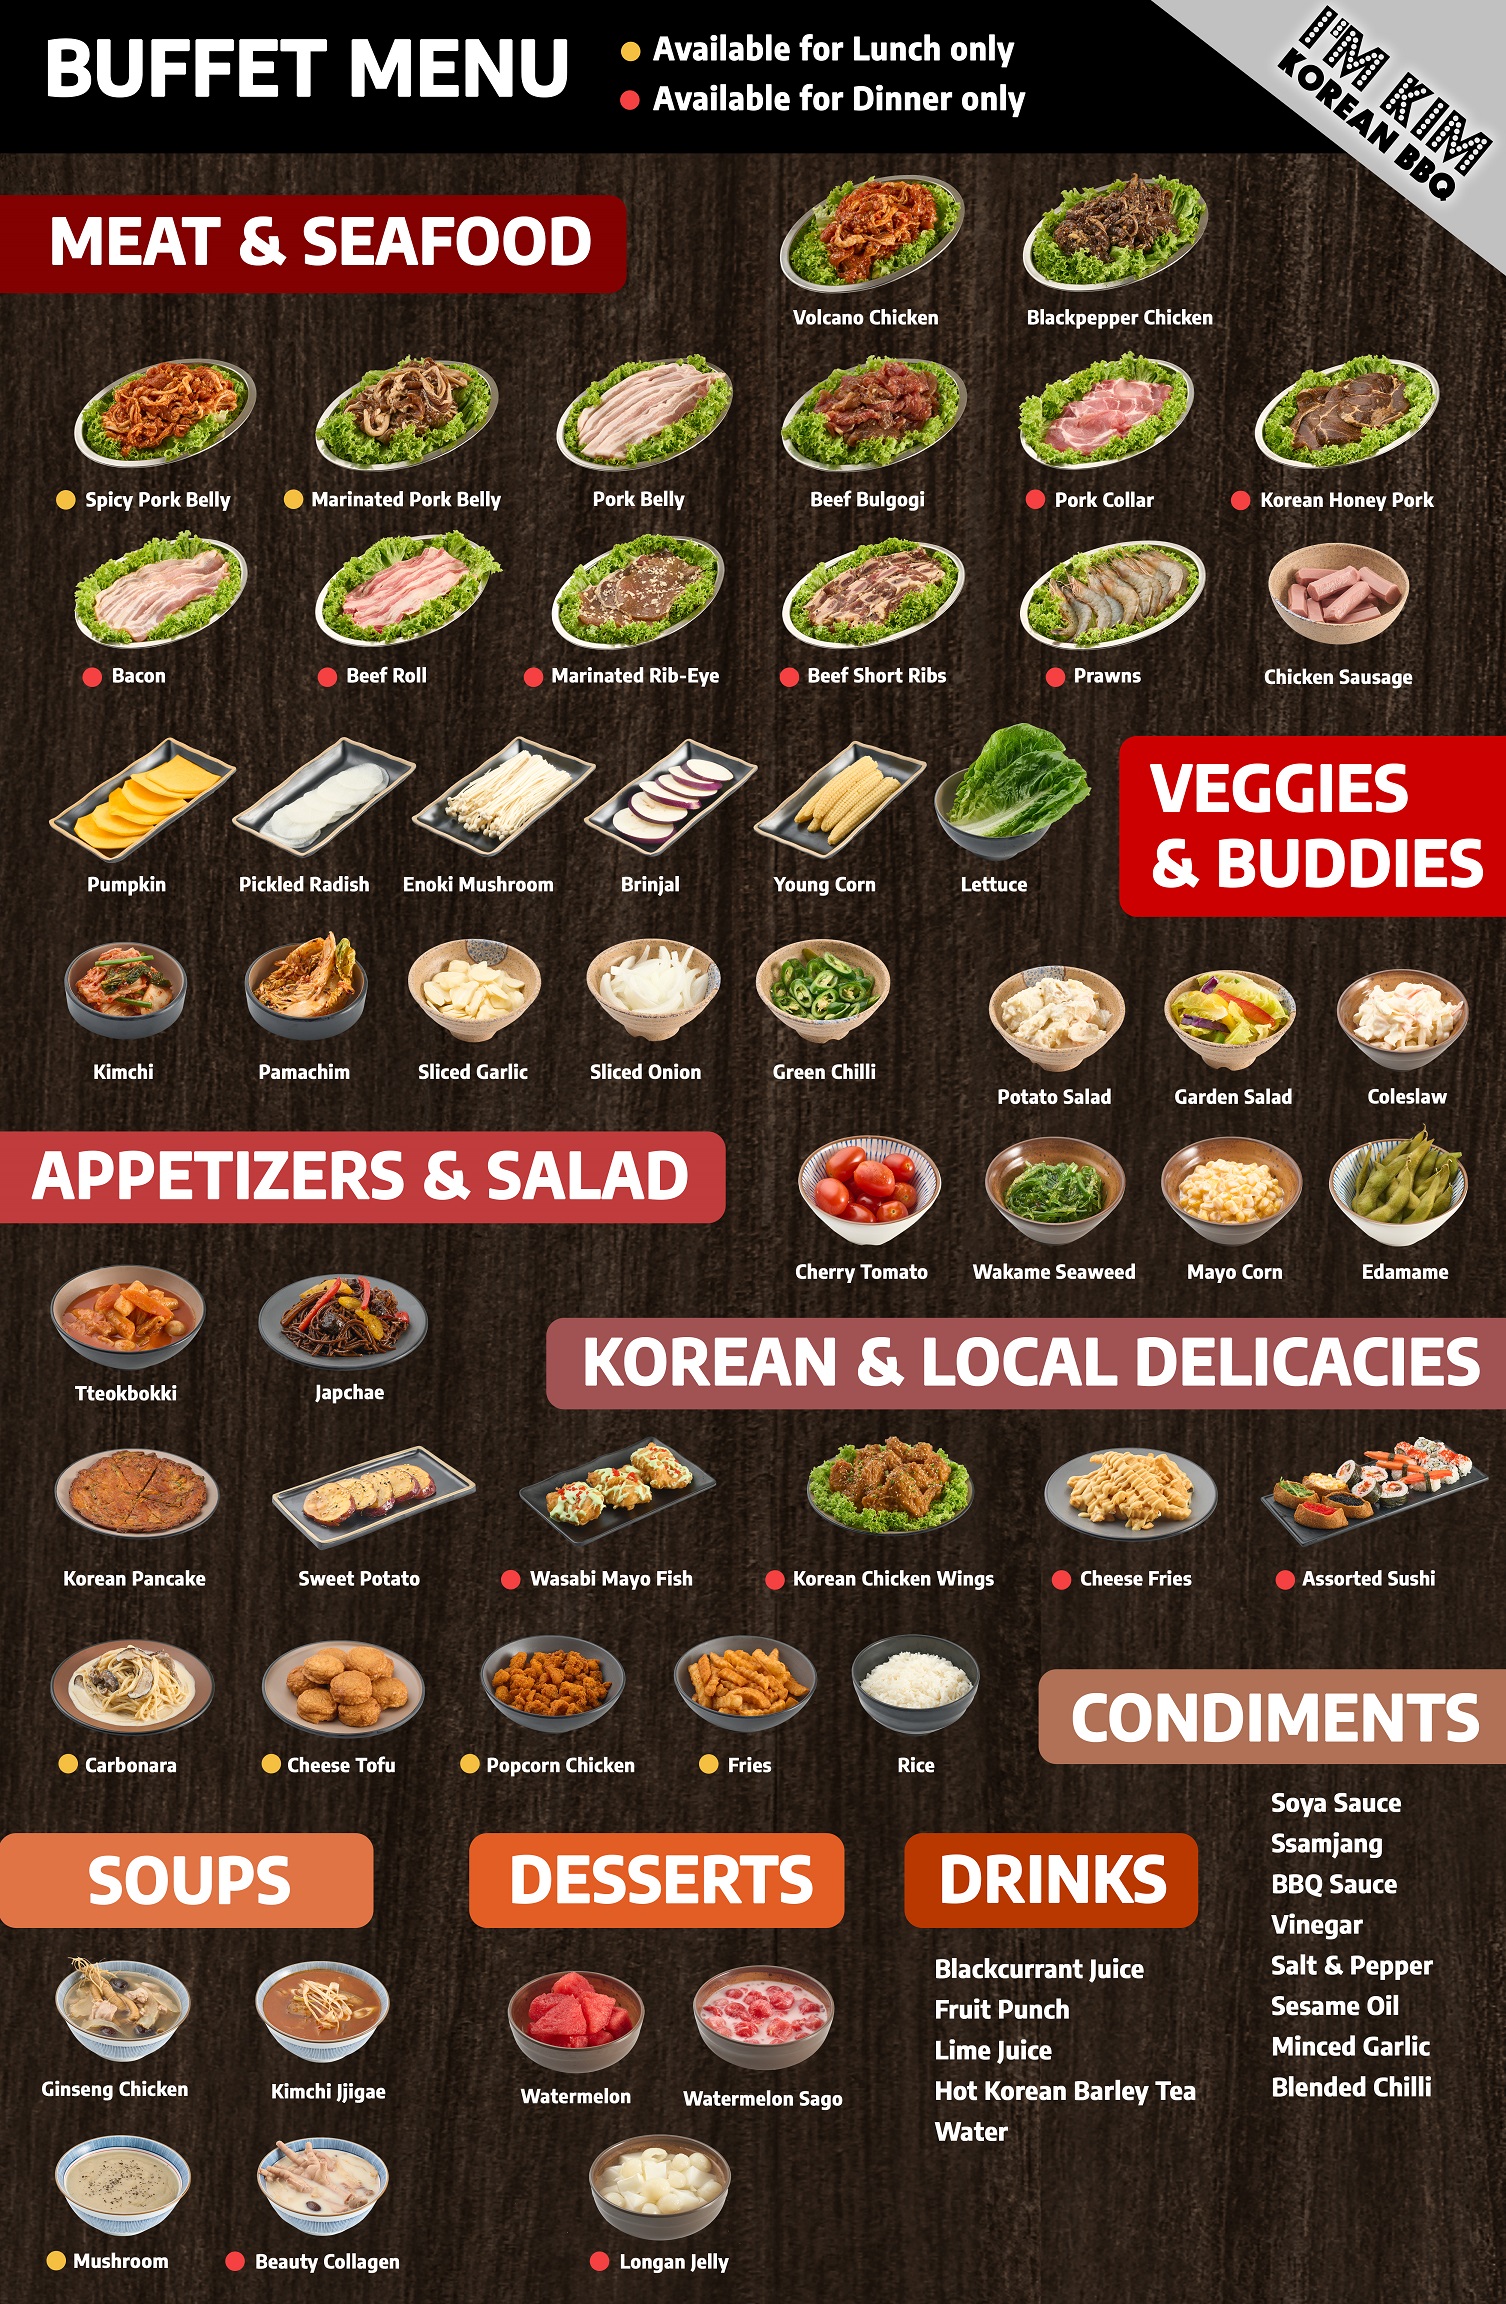 BUFFET MENU
Available for Lunch only
Available for Dinner only
I'M KIM
KOREAN BBQ
MEAT & SEAFOOD
Volcano Chicken
Blackpepper Chicken
Spicy Pork Belly
Marinated Pork Belly
Pork Belly
Beef Bulgogi
Pork Collar
Korean Honey Pork
Bacon
Beef Roll
Marinated Rib-Eye
Beef Short Ribs
Prawns
Chicken Sausage
VEGGIES
& BUDDIES
Pumpkin
Pickled Radish
Enoki Mushroom
Brinjal
Young Corn
Lettuce
Kimchi
Pamachim
Sliced Garlic
Sliced Onion
Green Chilli
APPETIZERS & SALAD
Potato Salad
Garden Salad
Coleslaw
Cherry Tomato
Wakame Seaweed
Mayo Corn
Edamame
KOREAN & LOCAL DELICACIES
Tteokbokki
Japchae
Korean Pancake
Sweet Potato
Wasabi Mayo Fish
Korean Chicken Wings
Cheese Fries
Assorted Sushi
Carbonara
Cheese Tofu
Popcorn Chicken
Fries
Rice
CONDIMENTS
Soya Sauce
Ssamjang
BBQ Sauce
Vinegar
Salt & Pepper
Sesame Oil
Minced Garlic
Blended Chilli
SOUPS
Ginseng Chicken
Kimchi Jjigae
Mushroom
Beauty Collagen
DESSERTS
Watermelon
Watermelon Sago
Longan Jelly
DRINKS
Blackcurrant Juice
Fruit Punch
Lime Juice
Hot Korean Barley Tea
Water